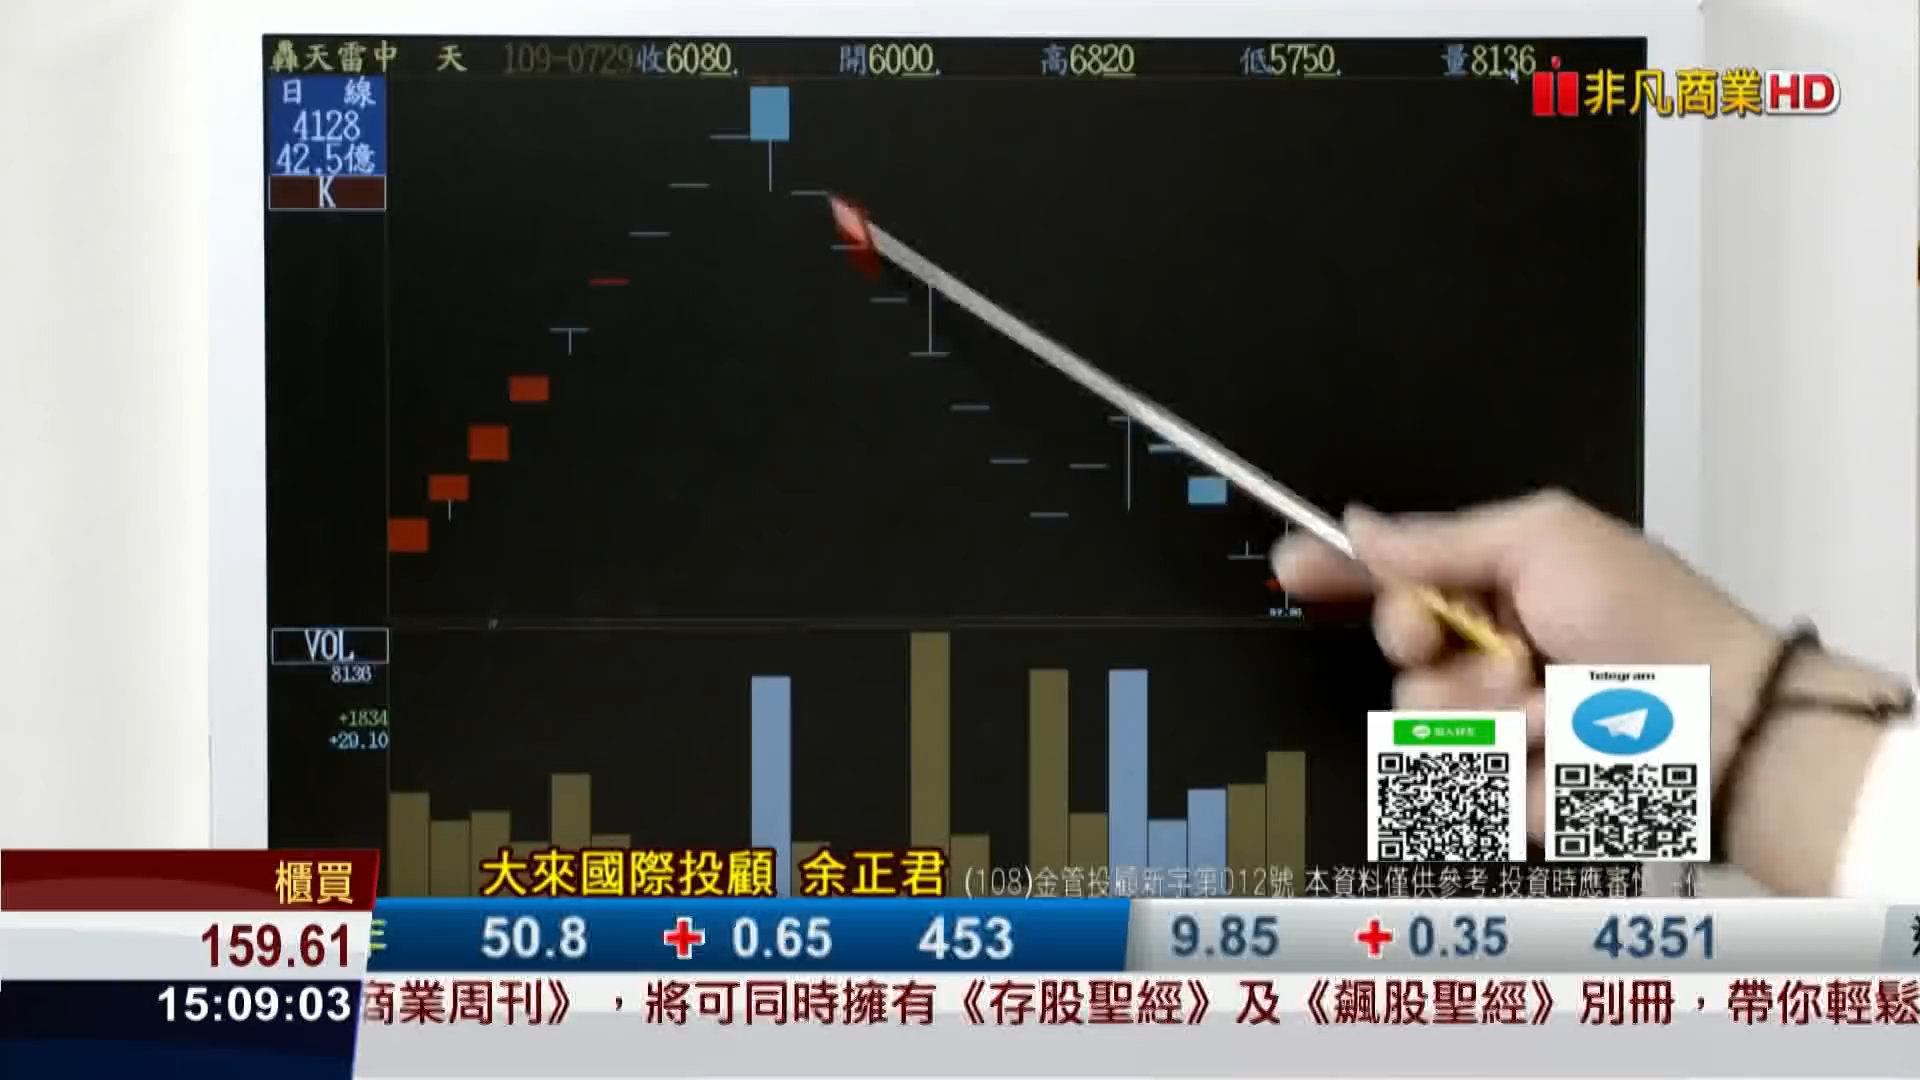 轟天雷中 天 109-0729收6080. 開6000. 高6820 低5750. 量8136
非凡商業HD
日 線
4128
42.5億
K
VOL
8136
+1834
+29.10
Telegram
櫃買
大來國際投顧 余正君 (108)金管投顧新字第012號 本資料僅供參考.投資時應審
159.61
50.8 + 0.65 453 9.85 + 0.35 4351
15:09:03
商業周刊》，將可同時擁有《存股聖經》及《飆股聖經》別冊，帶你輕鬆